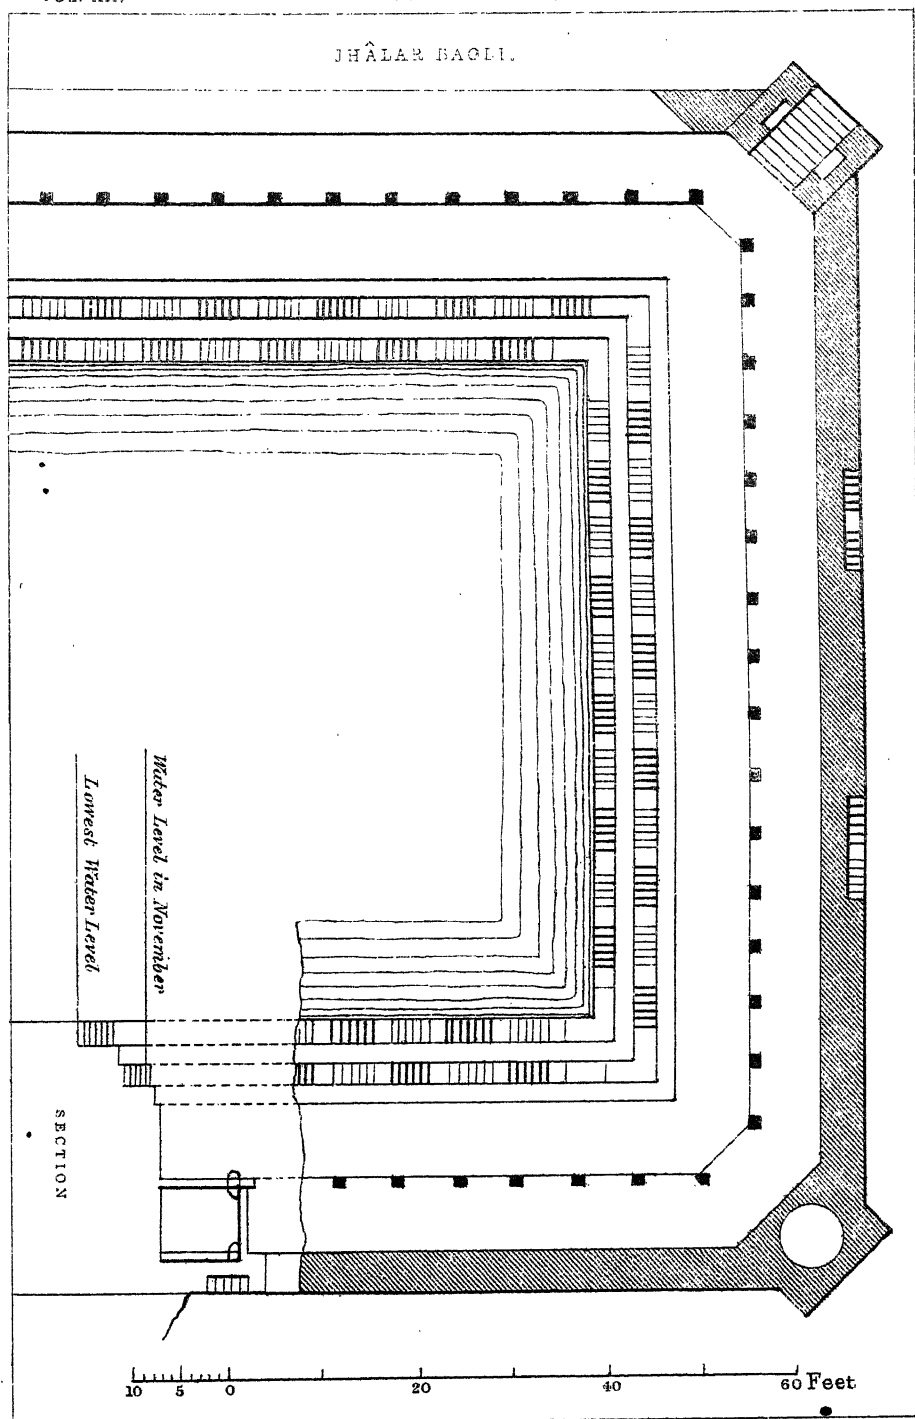 JHÂLAR BAOLI.
Water Level in November
Lowest Water Level
SECTION
10 5 0 20 40 60 Feet